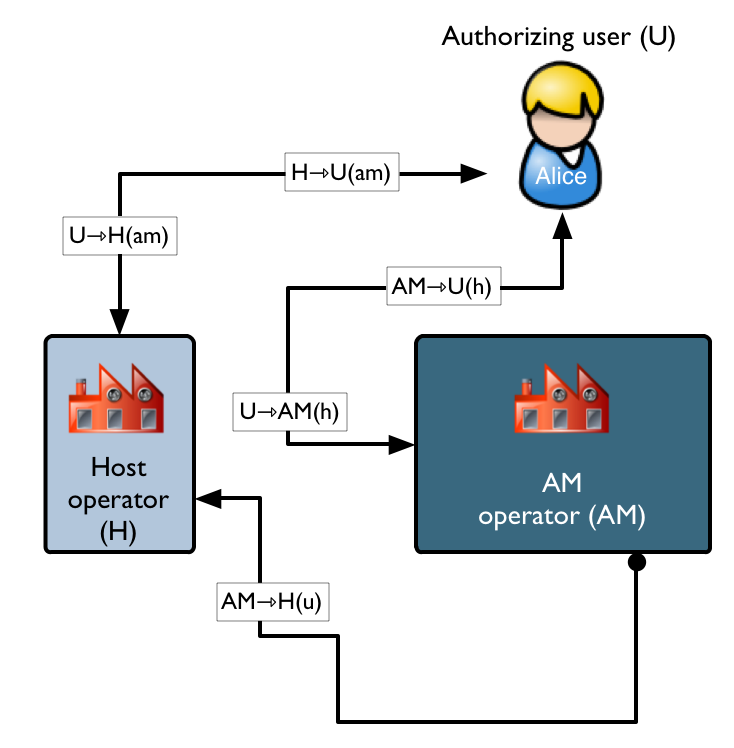 Authorizing user (U)
Alice
H→U(am)
U→H(am)
AM→U(h)
U→AM(h)
Host
operator
(H)
AM
operator (AM)
AM→H(u)